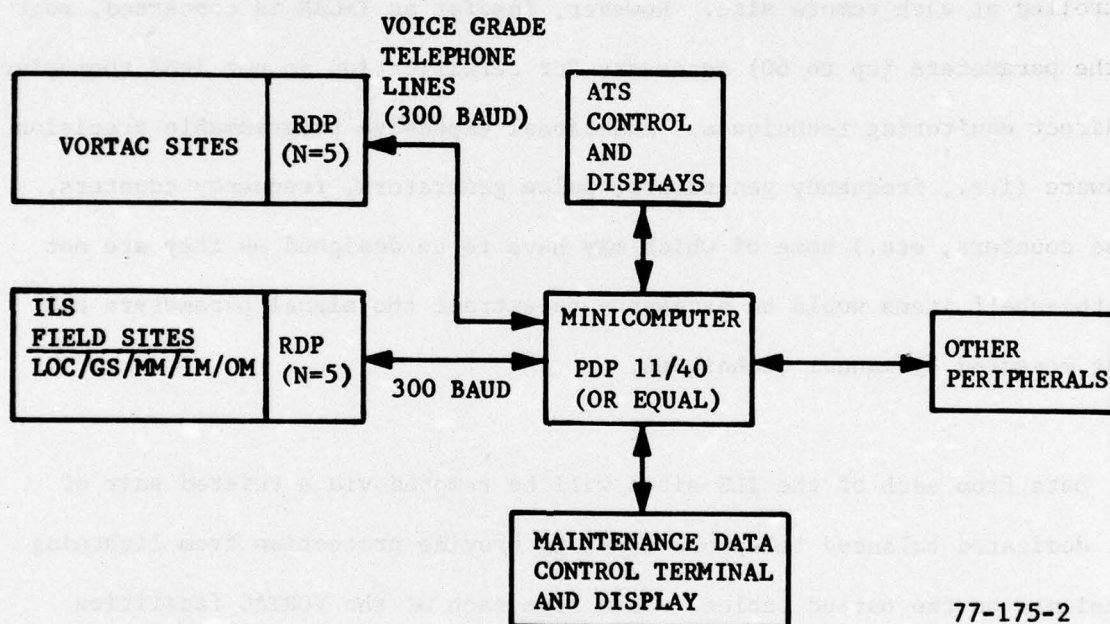 VOICE GRADE
TELEPHONE
LINES
(300 BAUD)
VORTAC SITES
RDP
(N=5)
ATS
CONTROL
AND
DISPLAYS
ILS
FIELD SITES
LOC/GS/MM/IM/OM
RDP
(N=5)
300 BAUD
MINICOMPUTER
PDP 11/40
(OR EQUAL)
OTHER
PERIPHERALS
MAINTENANCE DATA
CONTROL TERMINAL
AND DISPLAY
77-175-2